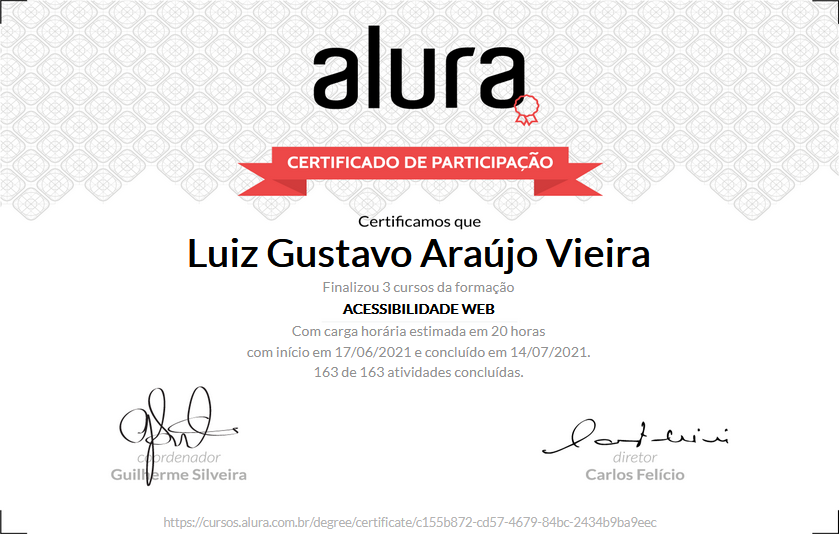 alura
CERTIFICADO DE PARTICIPAÇÃO
Certificamos que
Luiz Gustavo Araújo Vieira
Finalizou 3 cursos da formação
ACESSIBILIDADE WEB
Com carga horária estimada em 20 horas
com início em 17/06/2021 e concluído em 14/07/2021.
163 de 163 atividades concluídas.
coordenador
Guilherme Silveira
diretor
Carlos Felício
https://cursos.alura.com.br/degree/certificate/c155b872-cd57-4679-84bc-2434b9ba9eec